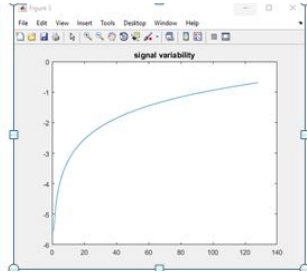 Figure 5
File Edit View Insert Tools Desktop Window Help
signal variability
0
-1
-2
-3
-4
-5
-6
0 20 40 60 80 100 120 140